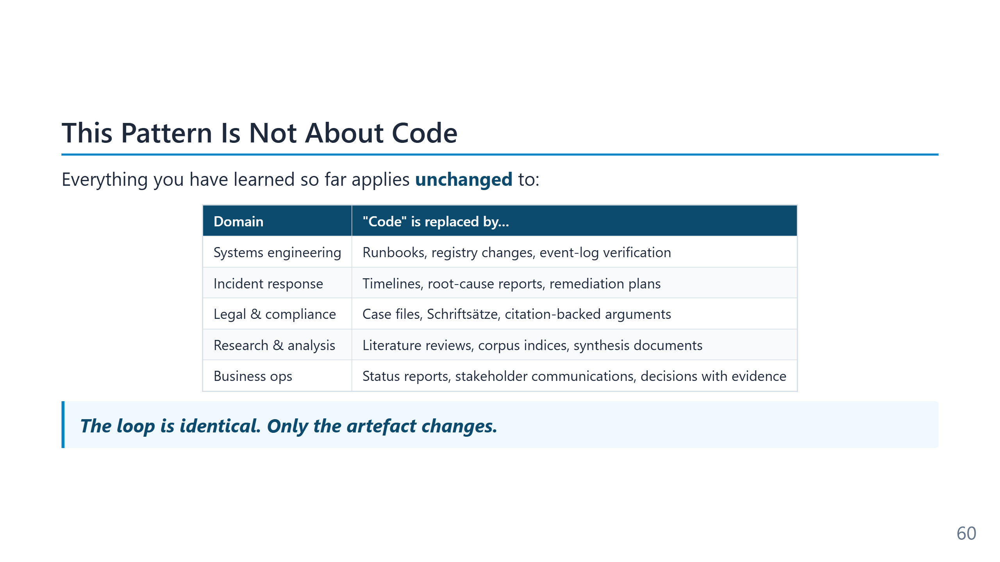 This Pattern Is Not About Code
Everything you have learned so far applies unchanged to:
Domain
"Code" is replaced by...
Systems engineering
Runbooks, registry changes, event-log verification
Incident response
Timelines, root-cause reports, remediation plans
Legal & compliance
Case files, Schriftsätze, citation-backed arguments
Research & analysis
Literature reviews, corpus indices, synthesis documents
Business ops
Status reports, stakeholder communications, decisions with evidence
The loop is identical. Only the artefact changes.
60